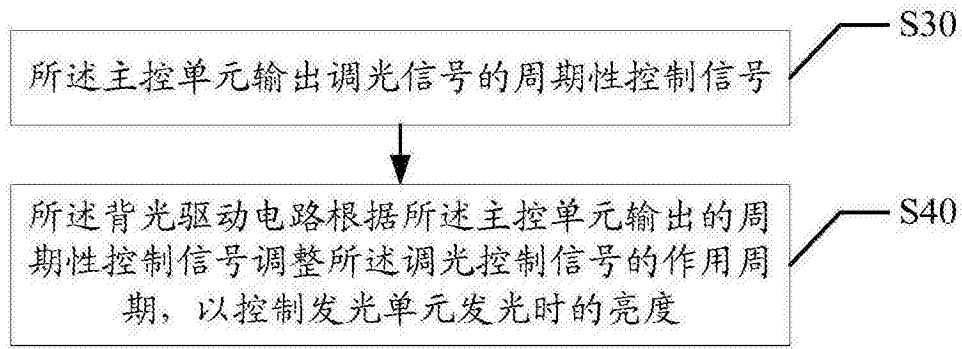 S30
所述主控单元输出调光信号的周期性控制信号
所述背光驱动电路根据所述主控单元输出的周
期性控制信号调整所述调光控制信号的作用周
期，以控制发光单元发光时的亮度
S40